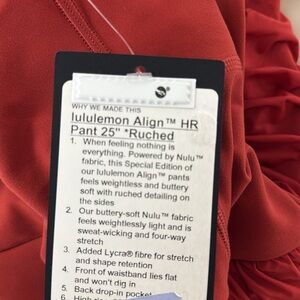 WHY WE MADE THIS
lululemon Align™ HR
Pant 25" *Ruched
1. When feeling nothing is
everything. Powered by Nulu™
fabric, this Special Edition of
our lululemon Align™ pants
feels weightless and buttery
soft with ruched detailing on
the sides
2. Our buttery-soft Nulu™ fabric
feels weightlessly light and is
sweat-wicking and four-way
stretch
3. Added Lycra® fibre for stretch
and shape retention
4. Front of waistband lies flat
and won't dig in
5. Back drop-in pocket
6. High